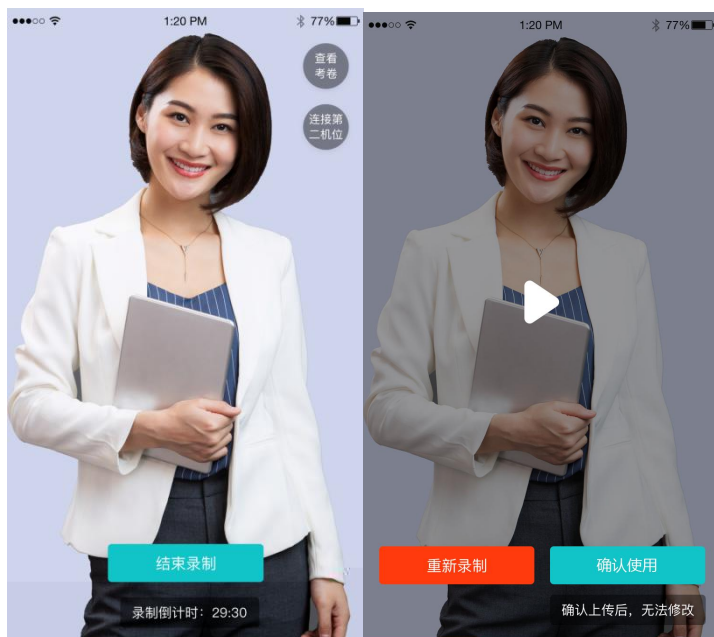 1:20 PM
77%
查看
考卷
连接第
二机位
结束录制
录制倒计时：29:30
1:20 PM
77%
重新录制
确认使用
确认上传后，无法修改